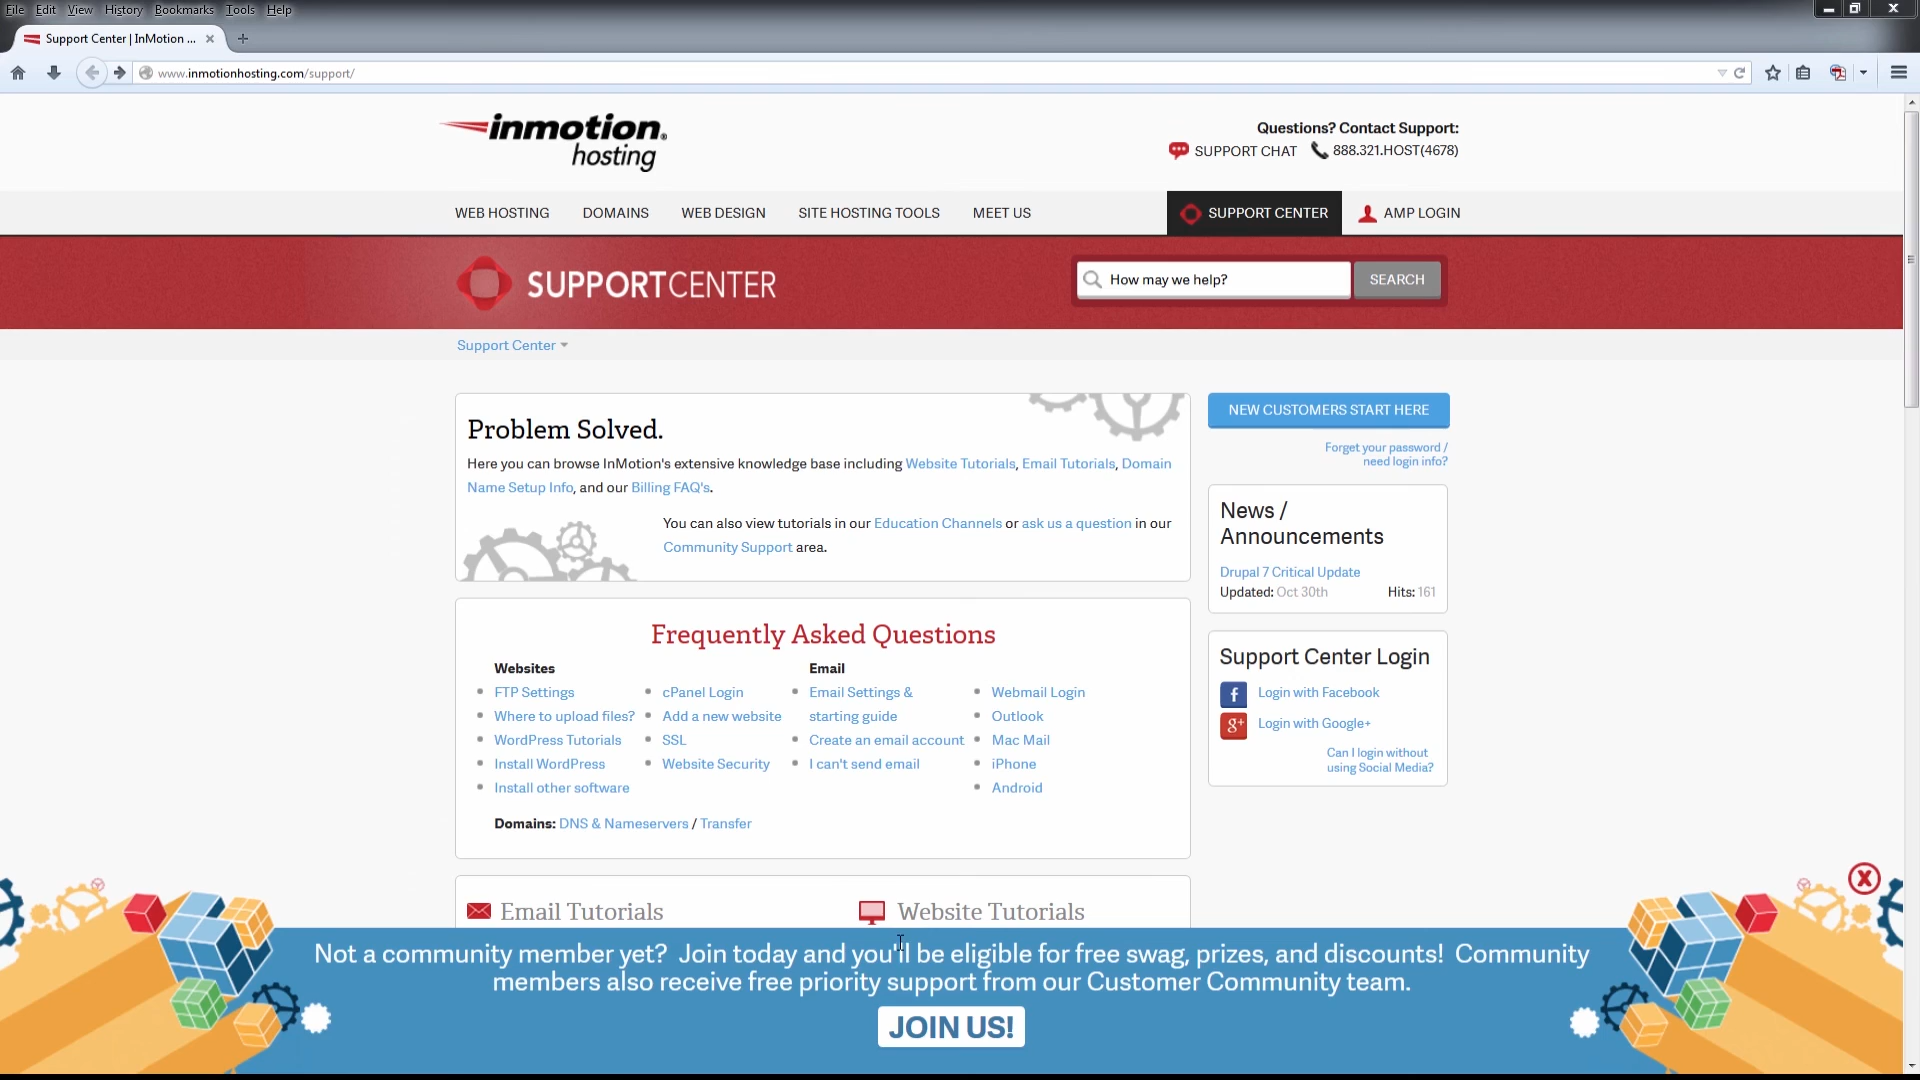 File Edit View History Bookmarks Tools Help
Support Center | InMotion ...
www.inmotionhosting.com/support/
inmotion®
hosting
Questions? Contact Support:
SUPPORT CHAT 888.321.HOST(4678)
WEB HOSTING DOMAINS WEB DESIGN SITE HOSTING TOOLS MEET US SUPPORT CENTER AMP LOGIN
SUPPORTCENTER
How may we help? SEARCH
Support Center
Problem Solved.
Here you can browse InMotion's extensive knowledge base including Website Tutorials, Email Tutorials, Domain
Name Setup Info, and our Billing FAQ's.
You can also view tutorials in our Education Channels or ask us a question in our
Community Support area.
NEW CUSTOMERS START HERE
Forget your password /
need login info?
News /
Announcements
Drupal 7 Critical Update
Updated: Oct 30th Hits: 161
Frequently Asked Questions
Websites Email
FTP Settings cPanel Login Email Settings & Webmail Login
Where to upload files? Add a new website starting guide Outlook
WordPress Tutorials SSL Create an email account Mac Mail
Install WordPress Website Security I can't send email iPhone
Install other software Android
Domains: DNS & Nameservers / Transfer
Support Center Login
f Login with Facebook
g+ Login with Google+
Can I login without
using Social Media?
Email Tutorials Website Tutorials
X
Not a community member yet? Join today and you'll be eligible for free swag, prizes, and discounts! Community
members also receive free priority support from our Customer Community team.
JOIN US!